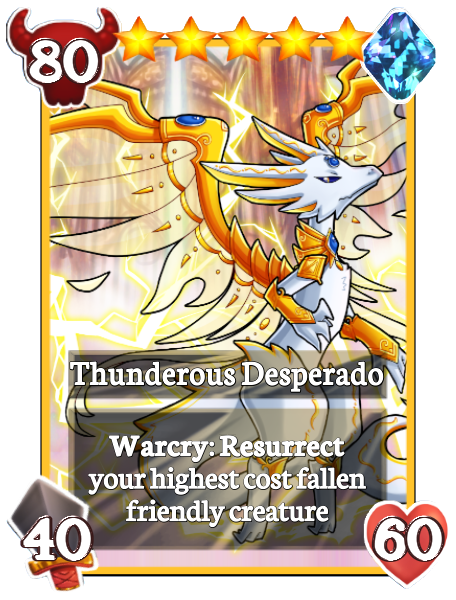 80
Thunderous Desperado
Warcry: Resurrect
your highest cost fallen
friendly creature
40
60